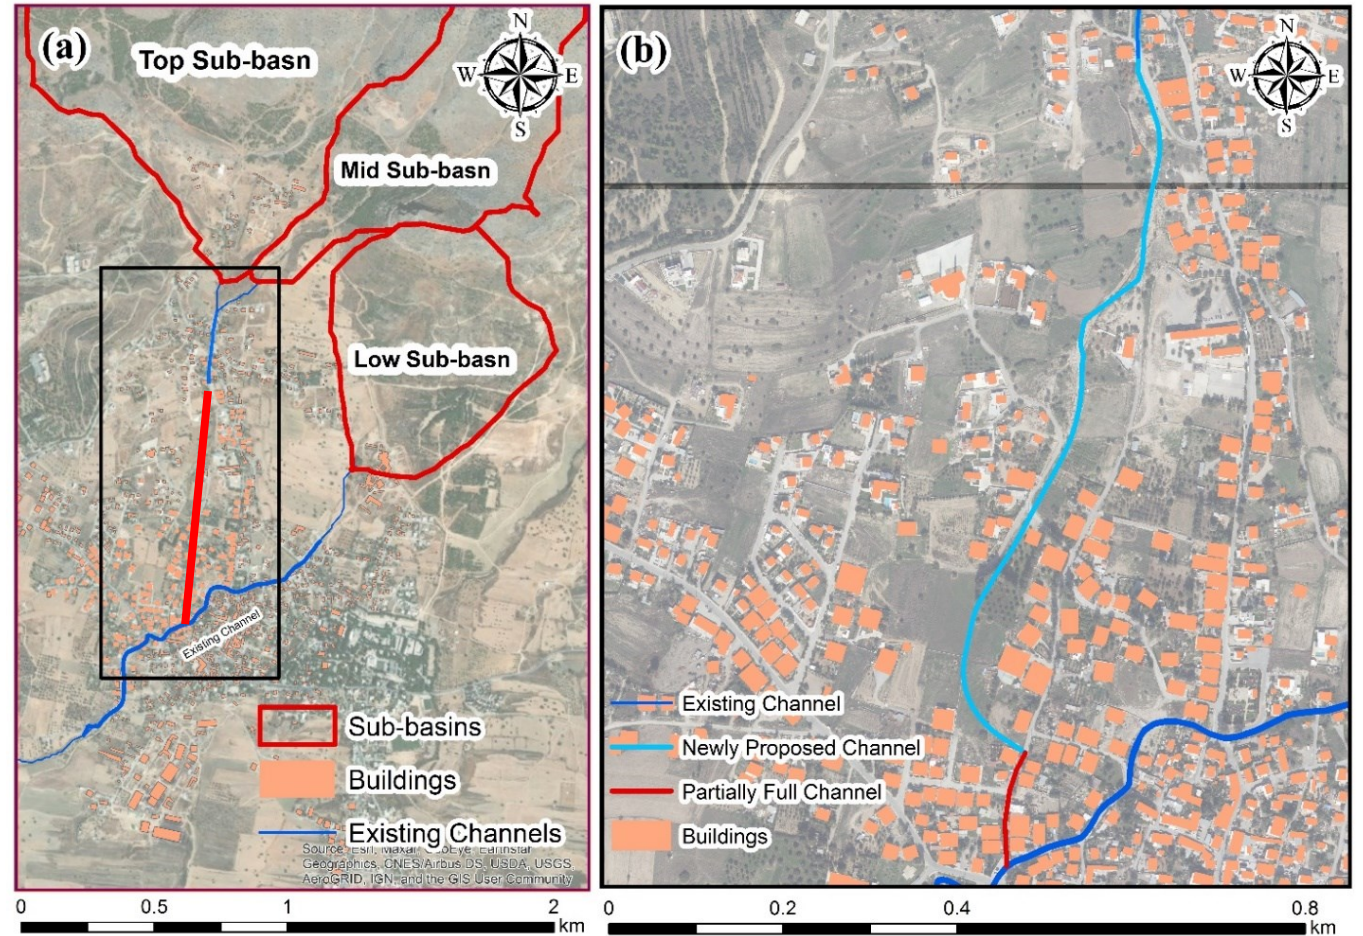 (a)
Top Sub-basn
N
W E
S
Mid Sub-basn
Low Sub-basn
Existing Channel
Sub-basins
Buildings
Existing Channels
Source: Esri, Maxar, GeoEye, Earthstar
Geographics, CNES/Airbus DS, USDA, USGS,
AeroGRID, IGN, and the GIS User Community
0 0.5 1 2
km
(b)
N
W E
S
Existing Channel
Newly Proposed Channel
Partially Full Channel
Buildings
0 0.2 0.4 0.8
km